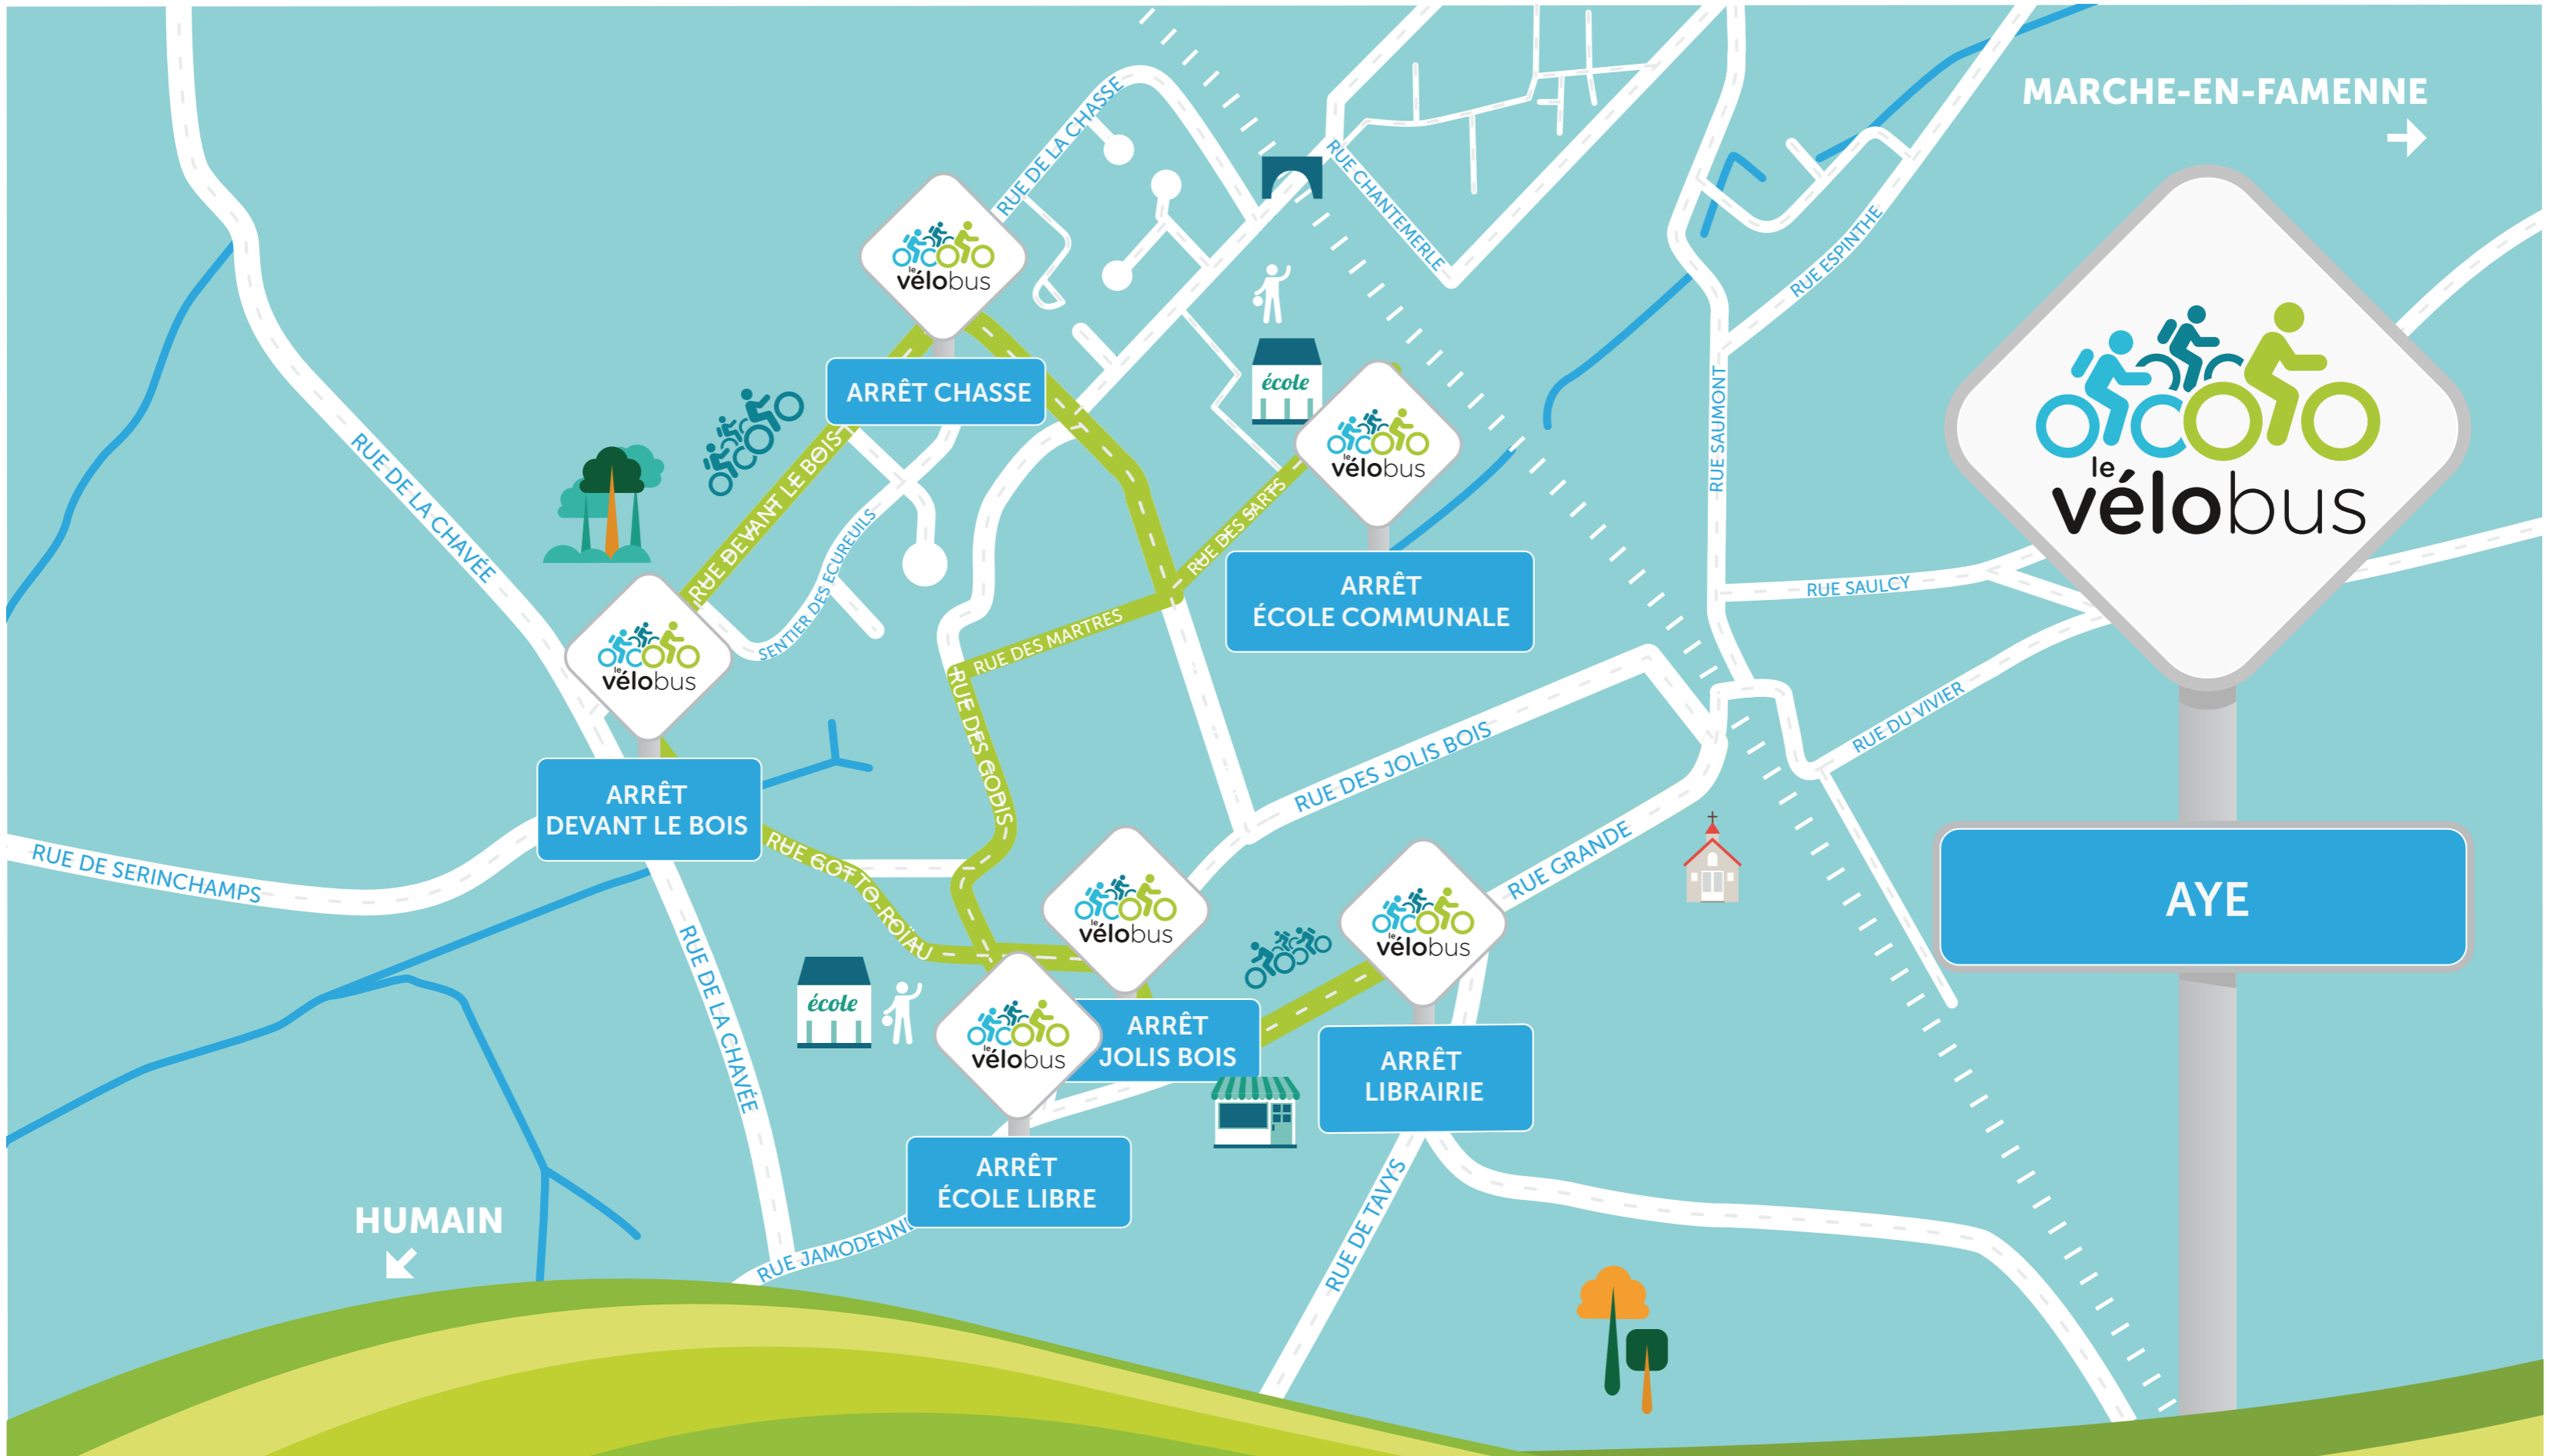 MARCHE-EN-FAMENNE
RUE DE LA CHASSE
RUE CHANTEMERLE
RUE ESPINTHE
le
vélobus
ARRÊT CHASSE
école
le
vélobus
RUE SAUMONT
le
vélobus
RUE DE LA CHAVÉE
RUE DEVANT LE BOIS
SENTIER DES ECUREUILS
RUE DES SARTS
ARRÊT
ÉCOLE COMMUNALE
RUE SAULCY
RUE DES MARTRES
le
vélobus
RUE DES GODIS
RUE DES JOLIS BOIS
RUE DU VIVIER
ARRÊT
DEVANT LE BOIS
RUE DE SERINCHAMPS
RUE GOTTO-ROÏAU
RUE GRANDE
AYE
le
vélobus
le
vélobus
RUE DE LA CHAVÉE
école
le
vélobus
ARRÊT
JOLIS BOIS
ARRÊT
LIBRAIRIE
ARRÊT
ÉCOLE LIBRE
HUMAIN
RUE JAMODENN
RUE DE TAVYS